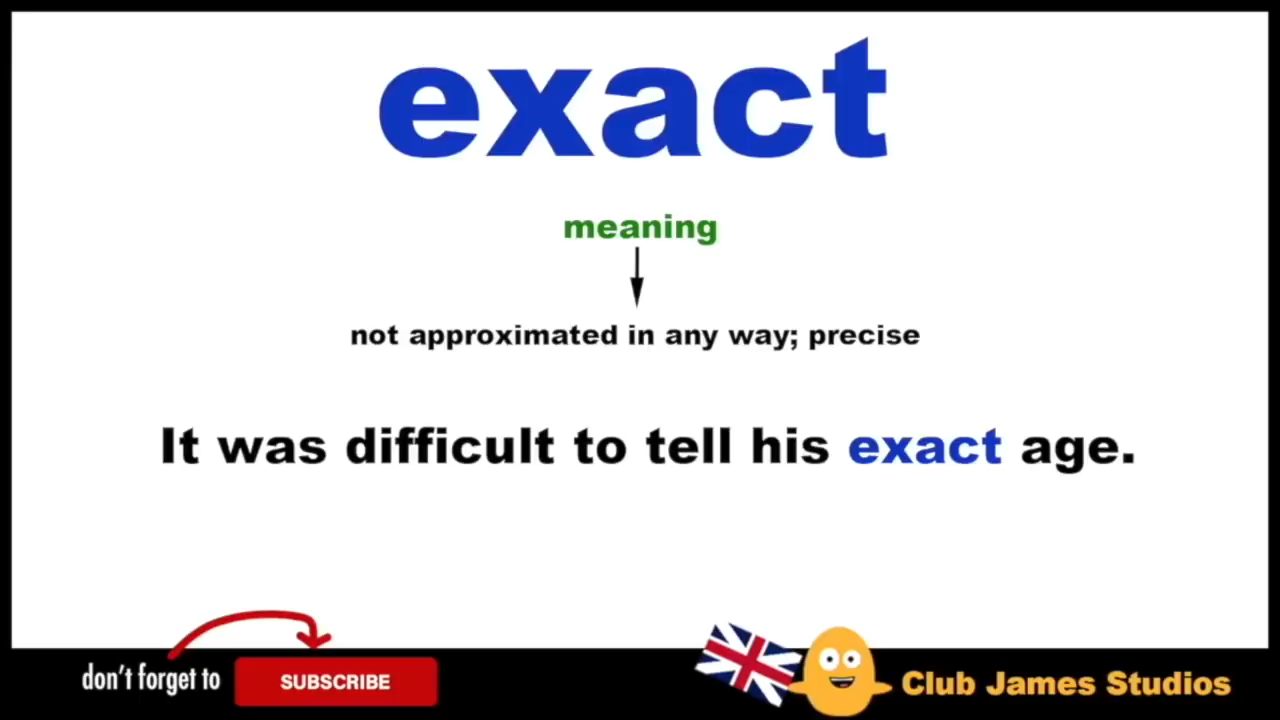 exact
meaning
not approximated in any way; precise
It was difficult to tell his exact age.
don't forget to SUBSCRIBE
Club James Studios